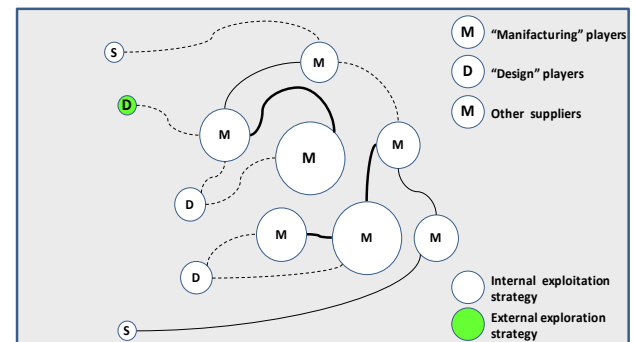 S
M
M
"Manifacturing" players
D
M
D
"Design" players
M
Other suppliers
M
M
D
M
M
M
D
Internal exploitation
strategy
S
External exploration
strategy